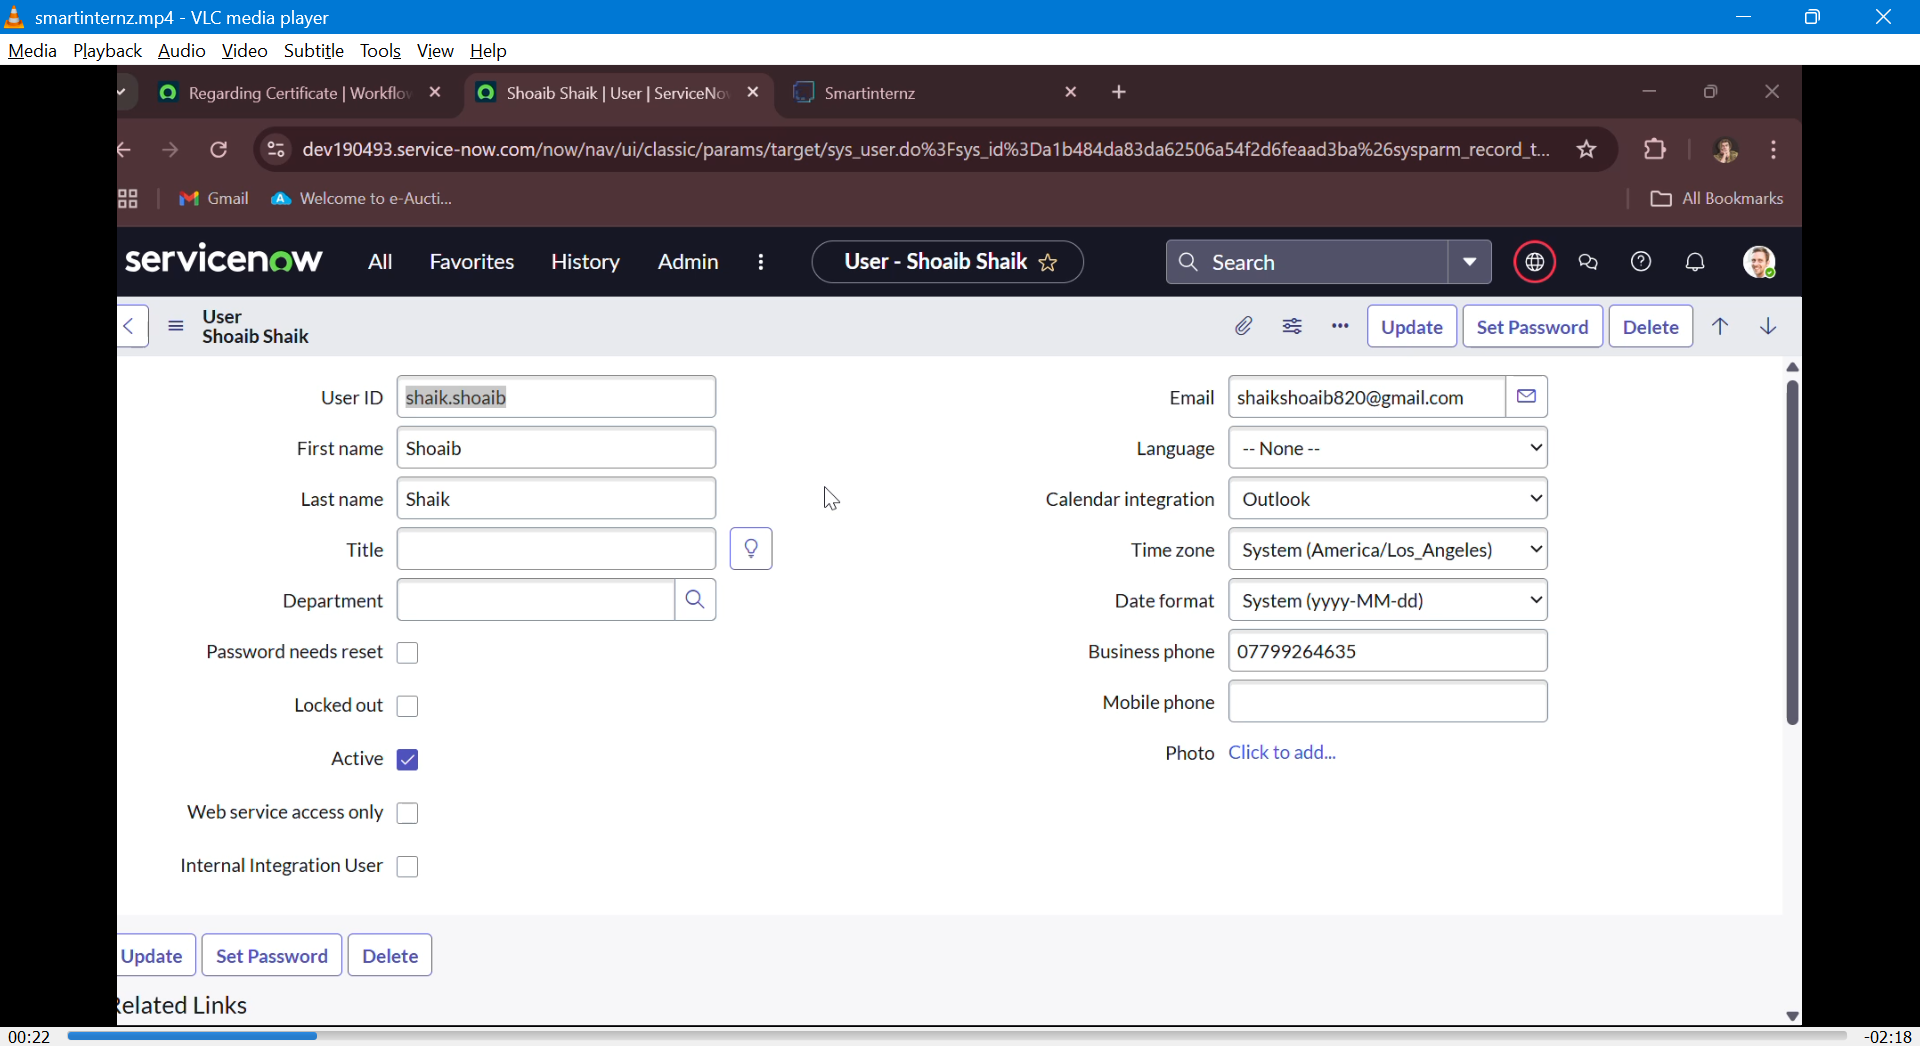 smartinternz.mp4 - VLC media player
Media Playback Audio Video Subtitle Tools View Help
Regarding Certificate | Workflow
Shoaib Shaik | User | ServiceNow
Smartinternz
dev190493.service-now.com/now/nav/ui/classic/params/target/sys_user.do%3Fsys_id%3Da1b484da83da62506a54f2d6feaad3ba%26sysparm_record_t...
Gmail
Welcome to e-Aucti...
All Bookmarks
servicenow
All Favorites History Admin
User - Shoaib Shaik
Search
User
Shoaib Shaik
Update Set Password Delete
User ID shaik.shoaib
First name Shoaib
Last name Shaik
Title
Department
Password needs reset
Locked out
Active
Web service access only
Internal Integration User
Email shaikshoaib820@gmail.com
Language -- None --
Calendar integration Outlook
Time zone System (America/Los_Angeles)
Date format System (yyyy-MM-dd)
Business phone 07799264635
Mobile phone
Photo Click to add...
Update Set Password Delete
Related Links
00:22
-02:18